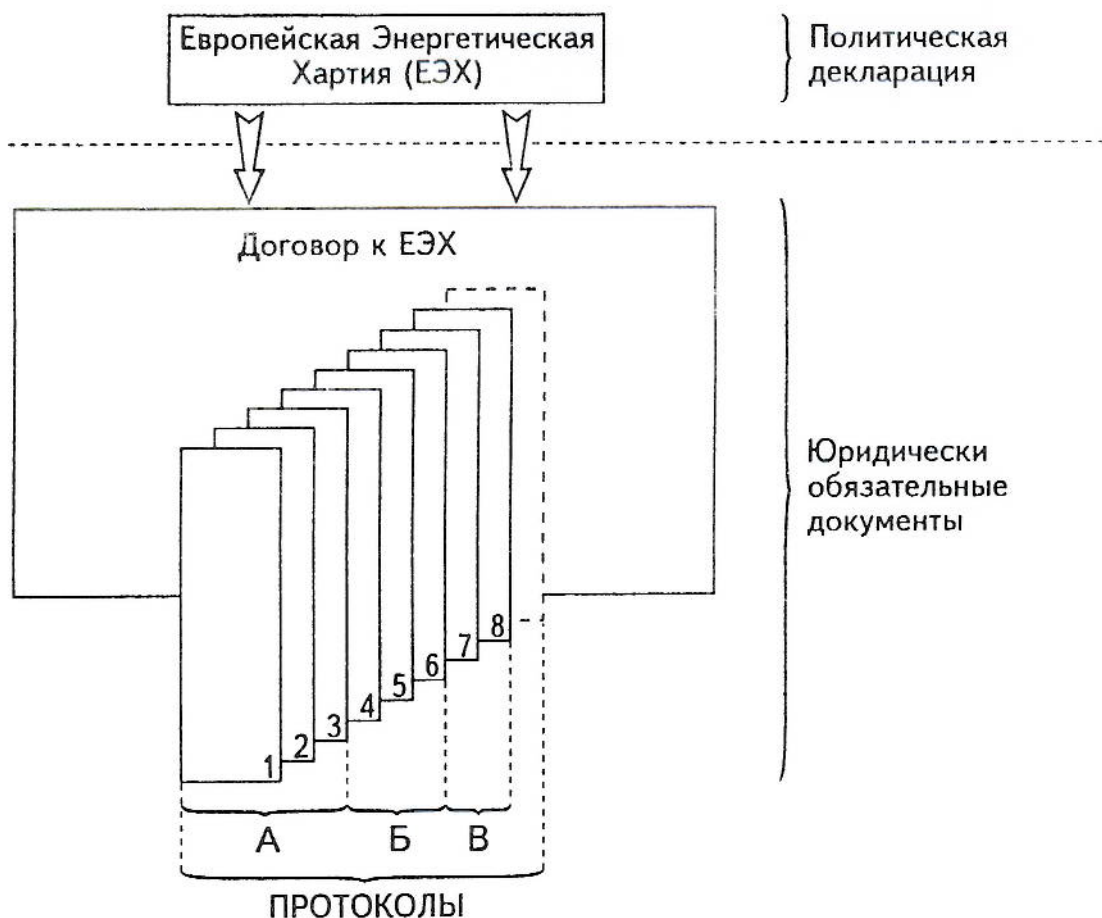 Европейская Энергетическая
Хартия (ЕЭХ)
Политическая
декларация
Договор к ЕЭХ
Юридически
обязательные
документы
1
2
3
4
5
6
7
8
А
Б
В
ПРОТОКОЛЫ